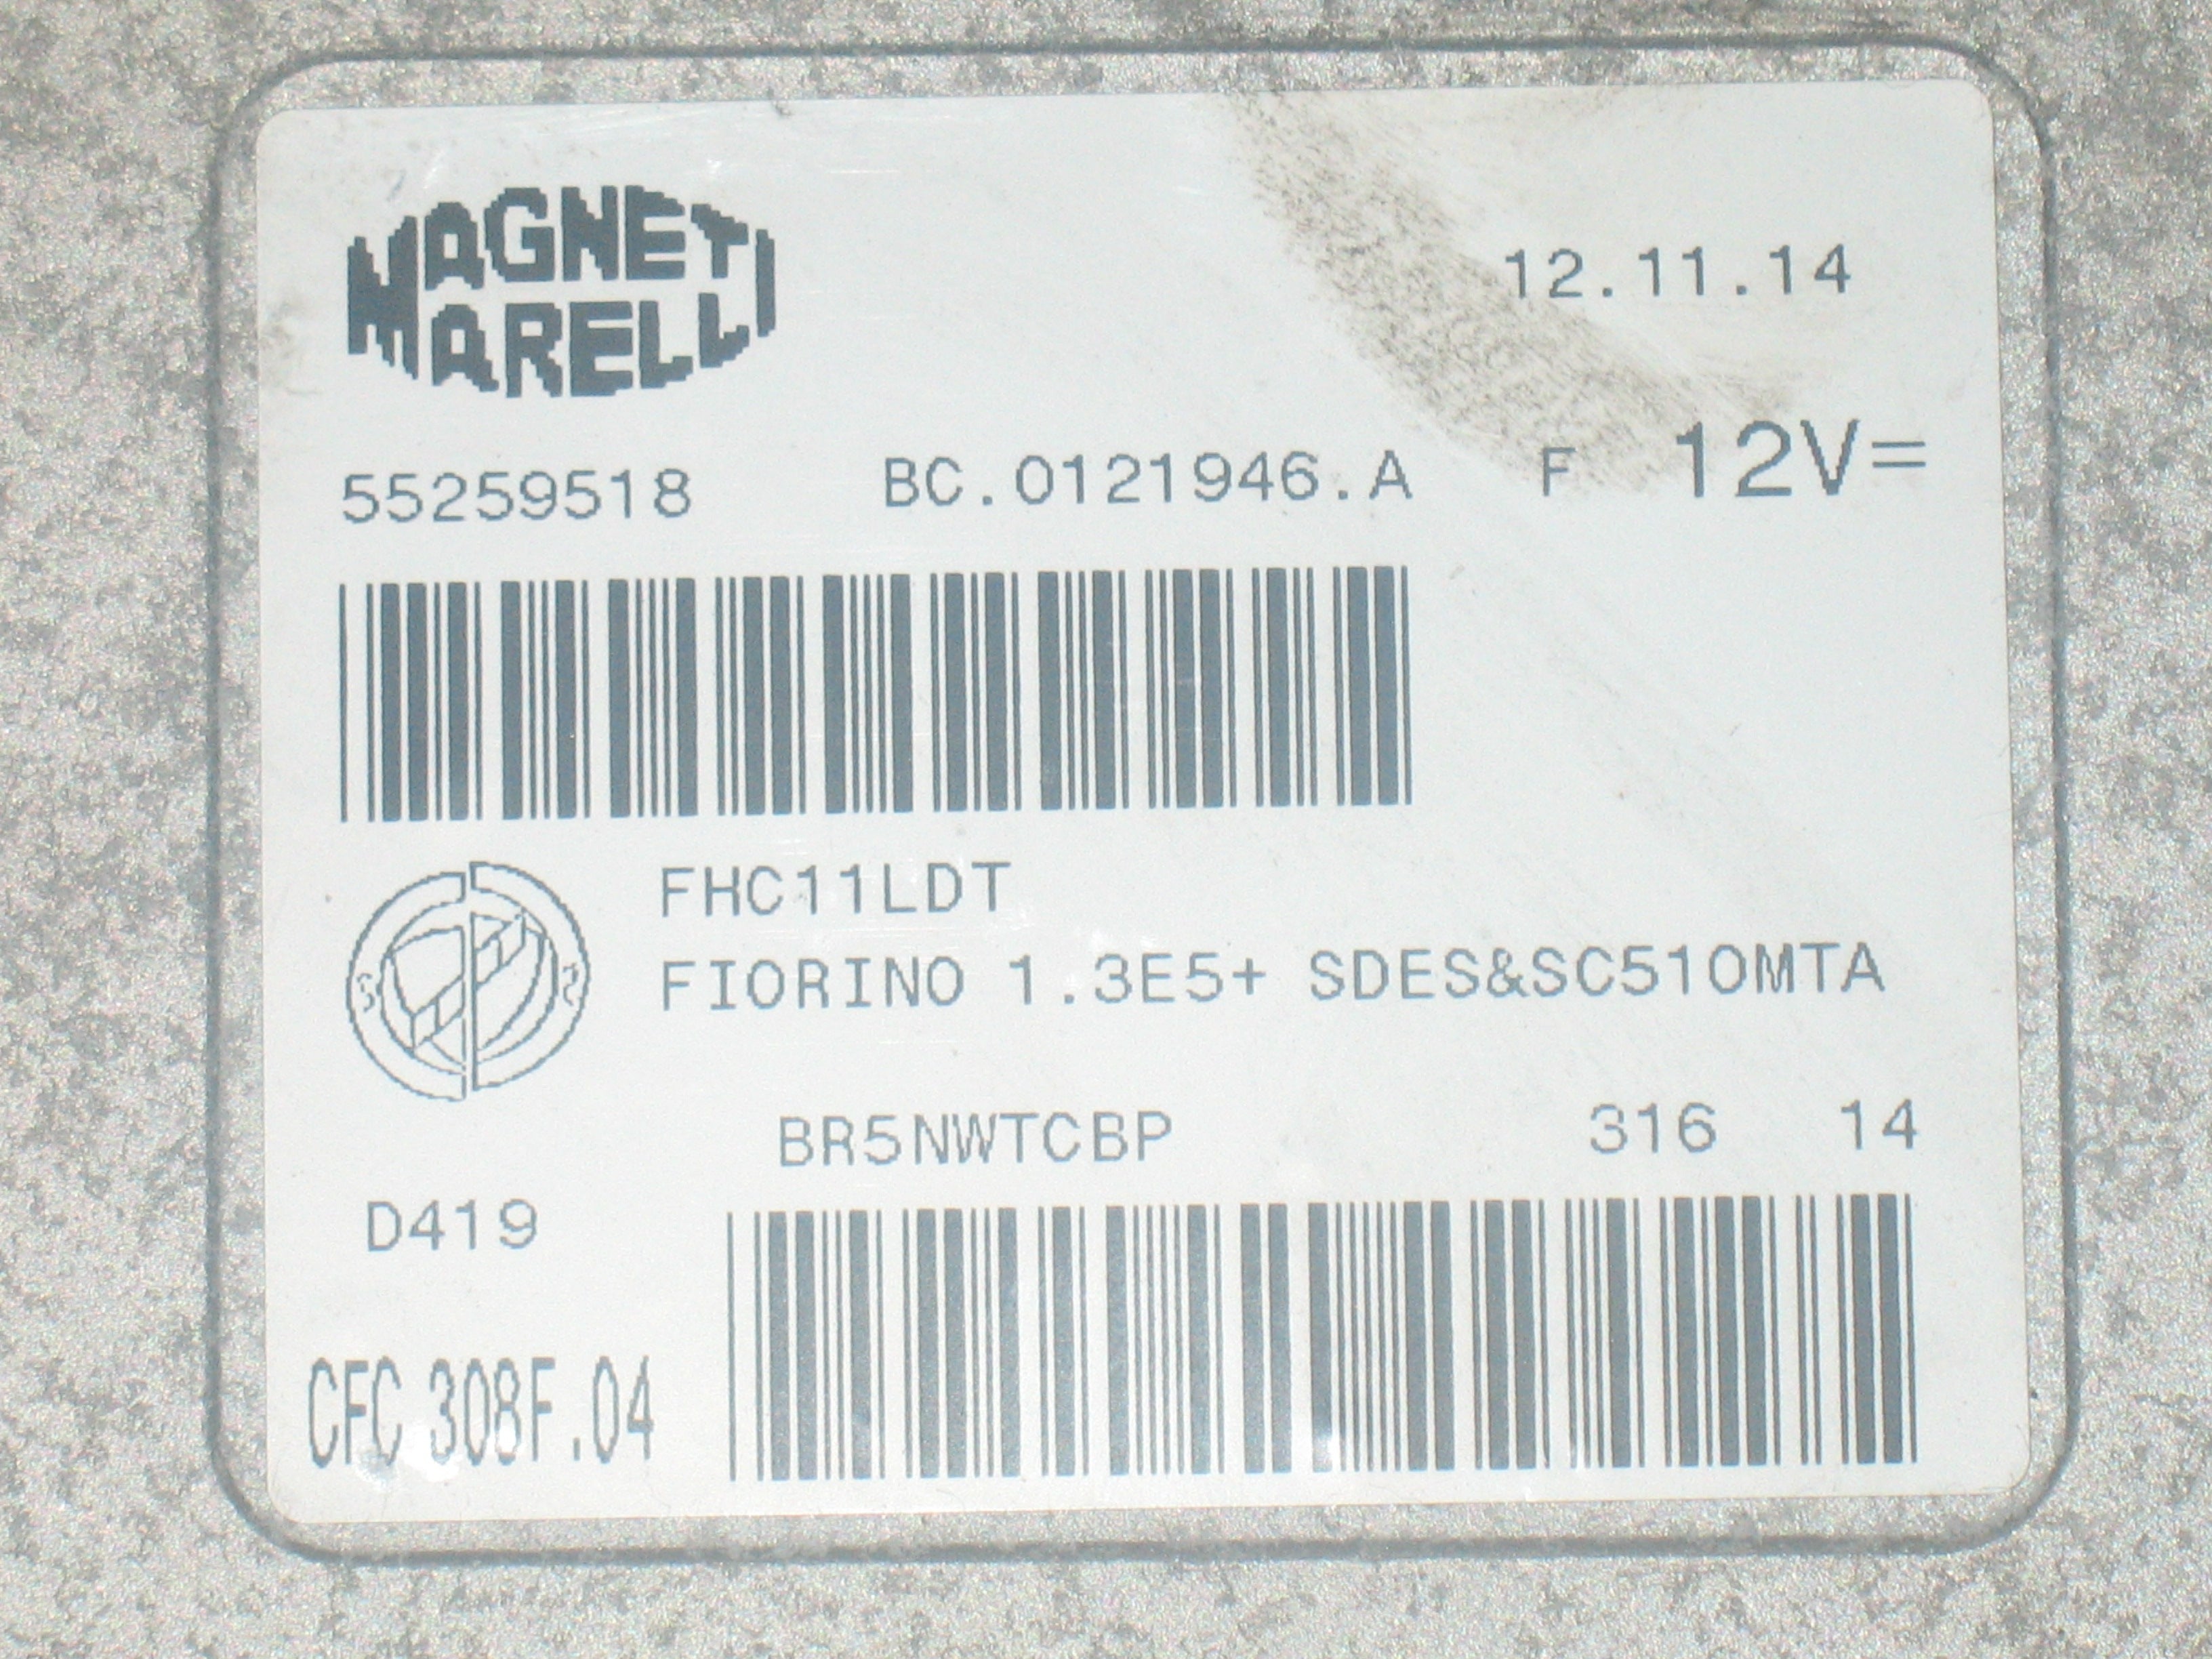 MAGNETI
MARELLI
12.11.14
55259518 BC.0121946.A F 12V=
FHC11LDT
FIORINO 1.3E5+ SDES&SC510MTA
BR5NWTCBP 316 14
D419
CFC 308F.04